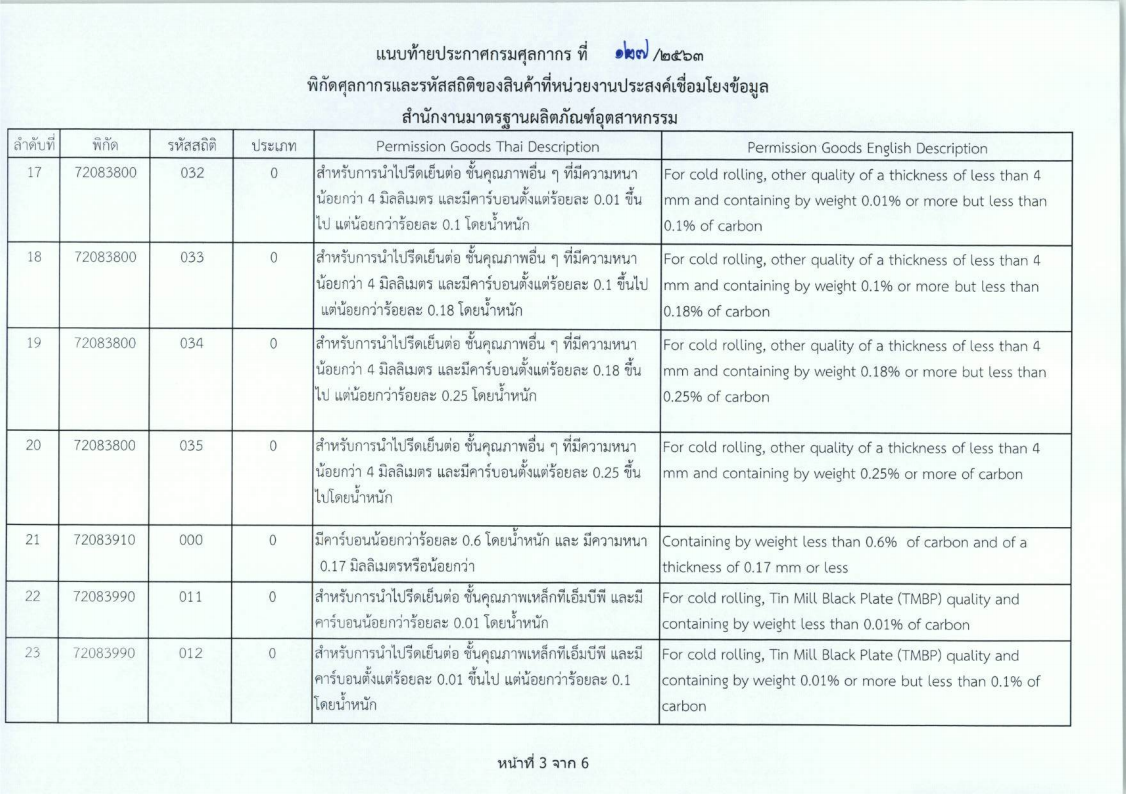 แนบท้ายประกาศกรมศุลกากร ที่ ๑๒๗/๒๕๖๓
พิกัดศุลกากรและรหัสสถิติของสินค้าที่หน่วยงานประสงค์เชื่อมโยงข้อมูล
สำนักงานมาตรฐานผลิตภัณฑ์อุตสาหกรรม
ลำดับที่ พิกัด รหัสสถิติ ประเภท Permission Goods Thai Description Permission Goods English Description
17 72083800 032 0 สำหรับการนำไปรีดเย็นต่อ ชั้นคุณภาพอื่น ๆ ที่มีความหนา For cold rolling, other quality of a thickness of less than 4
น้อยกว่า 4 มิลลิเมตร และมีคาร์บอนตั้งแต่ร้อยละ 0.01 ขึ้น mm and containing by weight 0.01% or more but less than
ไป แต่น้อยกว่าร้อยละ 0.1 โดยน้ำหนัก 0.1% of carbon
18 72083800 033 0 สำหรับการนำไปรีดเย็นต่อ ชั้นคุณภาพอื่น ๆ ที่มีความหนา For cold rolling, other quality of a thickness of less than 4
น้อยกว่า 4 มิลลิเมตร และมีคาร์บอนตั้งแต่ร้อยละ 0.1 ขึ้นไป mm and containing by weight 0.1% or more but less than
แต่น้อยกว่าร้อยละ 0.18 โดยน้ำหนัก 0.18% of carbon
19 72083800 034 0 สำหรับการนำไปรีดเย็นต่อ ชั้นคุณภาพอื่น ๆ ที่มีความหนา For cold rolling, other quality of a thickness of less than 4
น้อยกว่า 4 มิลลิเมตร และมีคาร์บอนตั้งแต่ร้อยละ 0.18 ขึ้น mm and containing by weight 0.18% or more but less than
ไป แต่น้อยกว่าร้อยละ 0.25 โดยน้ำหนัก 0.25% of carbon
20 72083800 035 0 สำหรับการนำไปรีดเย็นต่อ ชั้นคุณภาพอื่น ๆ ที่มีความหนา For cold rolling, other quality of a thickness of less than 4
น้อยกว่า 4 มิลลิเมตร และมีคาร์บอนตั้งแต่ร้อยละ 0.25 ขึ้น mm and containing by weight 0.25% or more of carbon
ไปโดยน้ำหนัก
21 72083910 000 0 มีคาร์บอนน้อยกว่าร้อยละ 0.6 โดยน้ำหนัก และ มีความหนา Containing by weight less than 0.6% of carbon and of a
0.17 มิลลิเมตรหรือน้อยกว่า thickness of 0.17 mm or less
22 72083990 011 0 สำหรับการนำไปรีดเย็นต่อ ชั้นคุณภาพเหล็กทีเอ็มบีพี และมี For cold rolling, Tin Mill Black Plate (TMBP) quality and
คาร์บอนน้อยกว่าร้อยละ 0.01 โดยน้ำหนัก containing by weight less than 0.01% of carbon
23 72083990 012 0 สำหรับการนำไปรีดเย็นต่อ ชั้นคุณภาพเหล็กทีเอ็มบีพี และมี For cold rolling, Tin Mill Black Plate (TMBP) quality and
คาร์บอนตั้งแต่ร้อยละ 0.01 ขึ้นไป แต่น้อยกว่าร้อยละ 0.1 containing by weight 0.01% or more but less than 0.1% of
โดยน้ำหนัก carbon
หน้าที่ 3 จาก 6